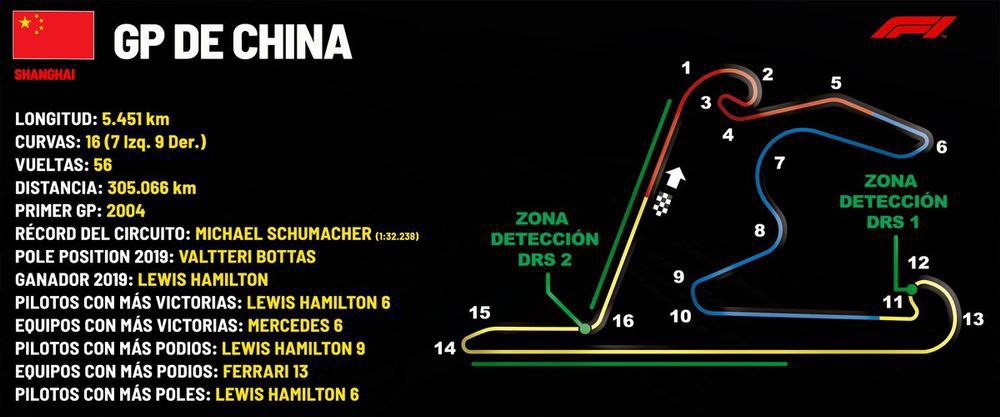 GP DE CHINA
F1
SHANGHAI
LONGITUD: 5.451 km
CURVAS: 16 (7 Izq. 9 Der.)
VUELTAS: 56
DISTANCIA: 305.066 km
PRIMER GP: 2004
RÉCORD DEL CIRCUITO: MICHAEL SCHUMACHER (1:32.238)
POLE POSITION 2019: VALTTERI BOTTAS
GANADOR 2019: LEWIS HAMILTON
PILOTOS CON MÁS VICTORIAS: LEWIS HAMILTON 6
EQUIPOS CON MÁS VICTORIAS: MERCEDES 6
PILOTOS CON MÁS PODIOS: LEWIS HAMILTON 9
EQUIPOS CON MÁS PODIOS: FERRARI 13
PILOTOS CON MÁS POLES: LEWIS HAMILTON 6
1
2
3
4
5
6
7
8
9
10
11
12
13
14
15
16
ZONA
DETECCIÓN
DRS 2
ZONA
DETECCIÓN
DRS 1